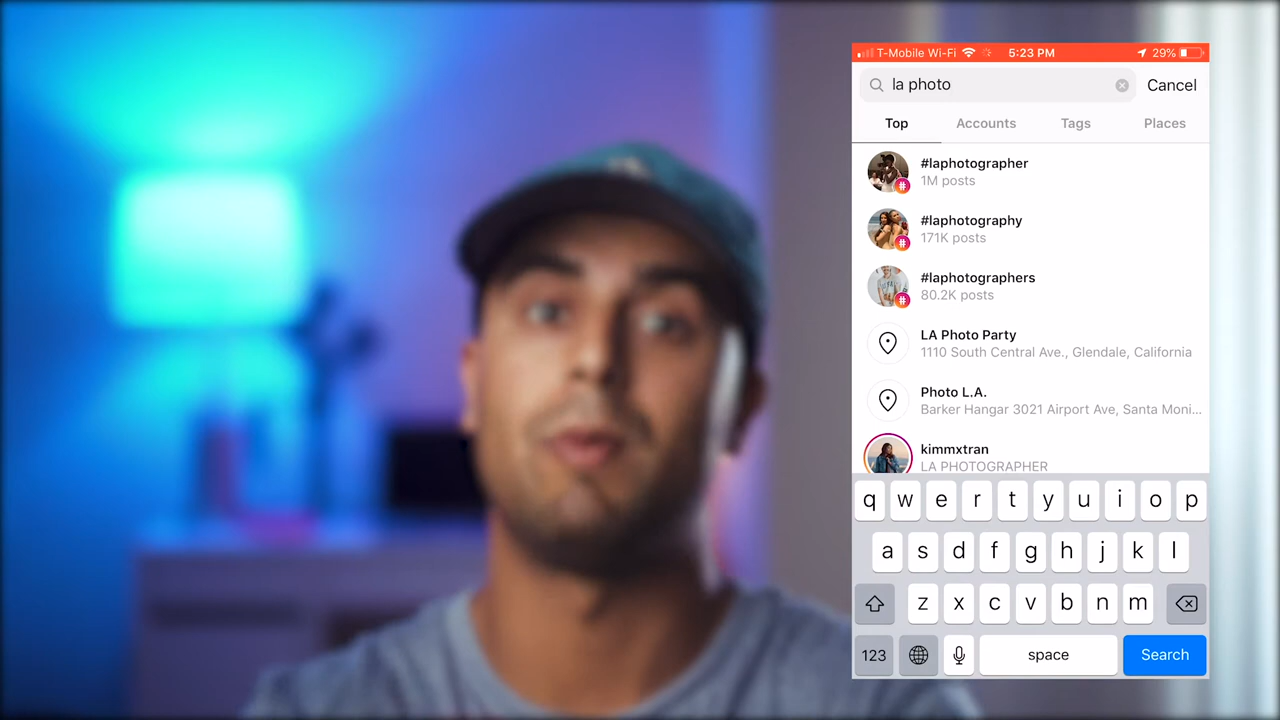 T-Mobile Wi-Fi 5:23 PM 29%
la photo Cancel
Top Accounts Tags Places
#laphotographer
1M posts
#laphotography
171K posts
#laphotographers
80.2K posts
LA Photo Party
1110 South Central Ave., Glendale, California
Photo L.A.
Barker Hangar 3021 Airport Ave, Santa Moni...
kimmxtran
LA PHOTOGRAPHER
q w e r t y u i o p
a s d f g h j k l
z x c v b n m
123 space Search